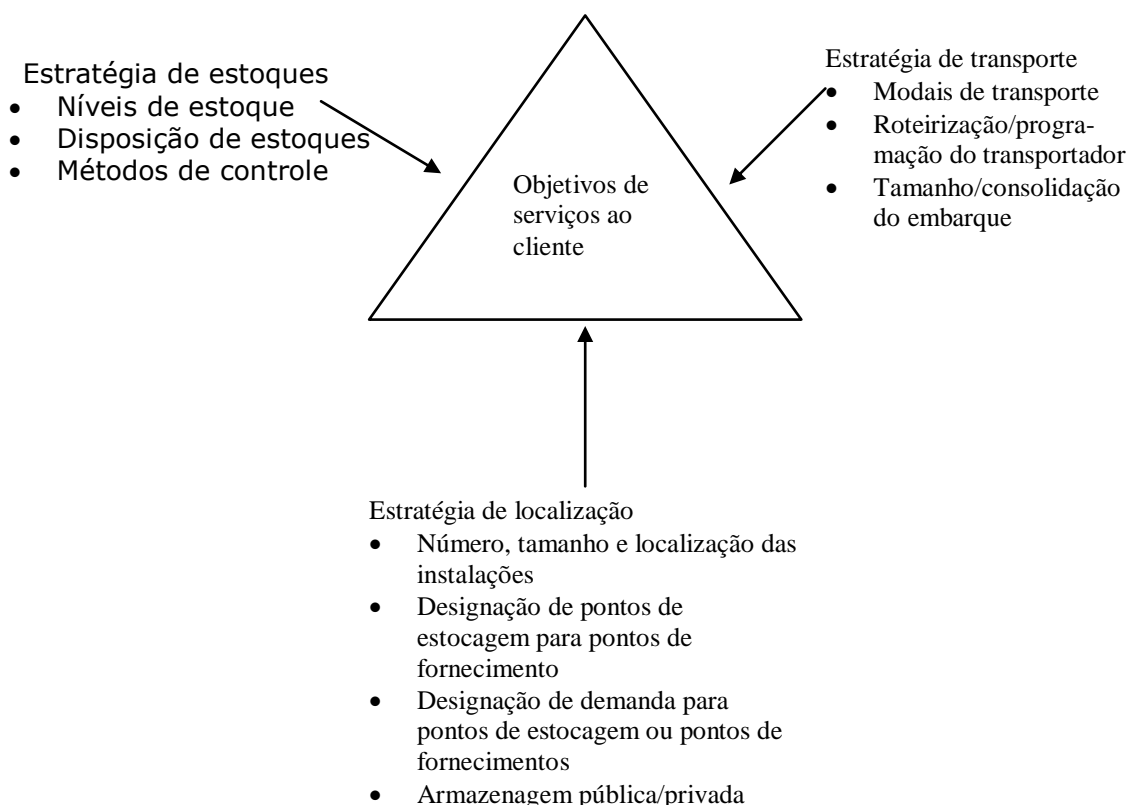 Estratégia de estoques
• Níveis de estoque
• Disposição de estoques
• Métodos de controle
Estratégia de transporte
• Modais de transporte
• Roteirização/progra-
mação do transportador
• Tamanho/consolidação
do embarque
Objetivos de
serviços ao
cliente
Estratégia de localização
• Número, tamanho e localização das
instalações
• Designação de pontos de
estocagem para pontos de
fornecimento
• Designação de demanda para
pontos de estocagem ou pontos de
fornecimentos
• Armazenagem pública/privada